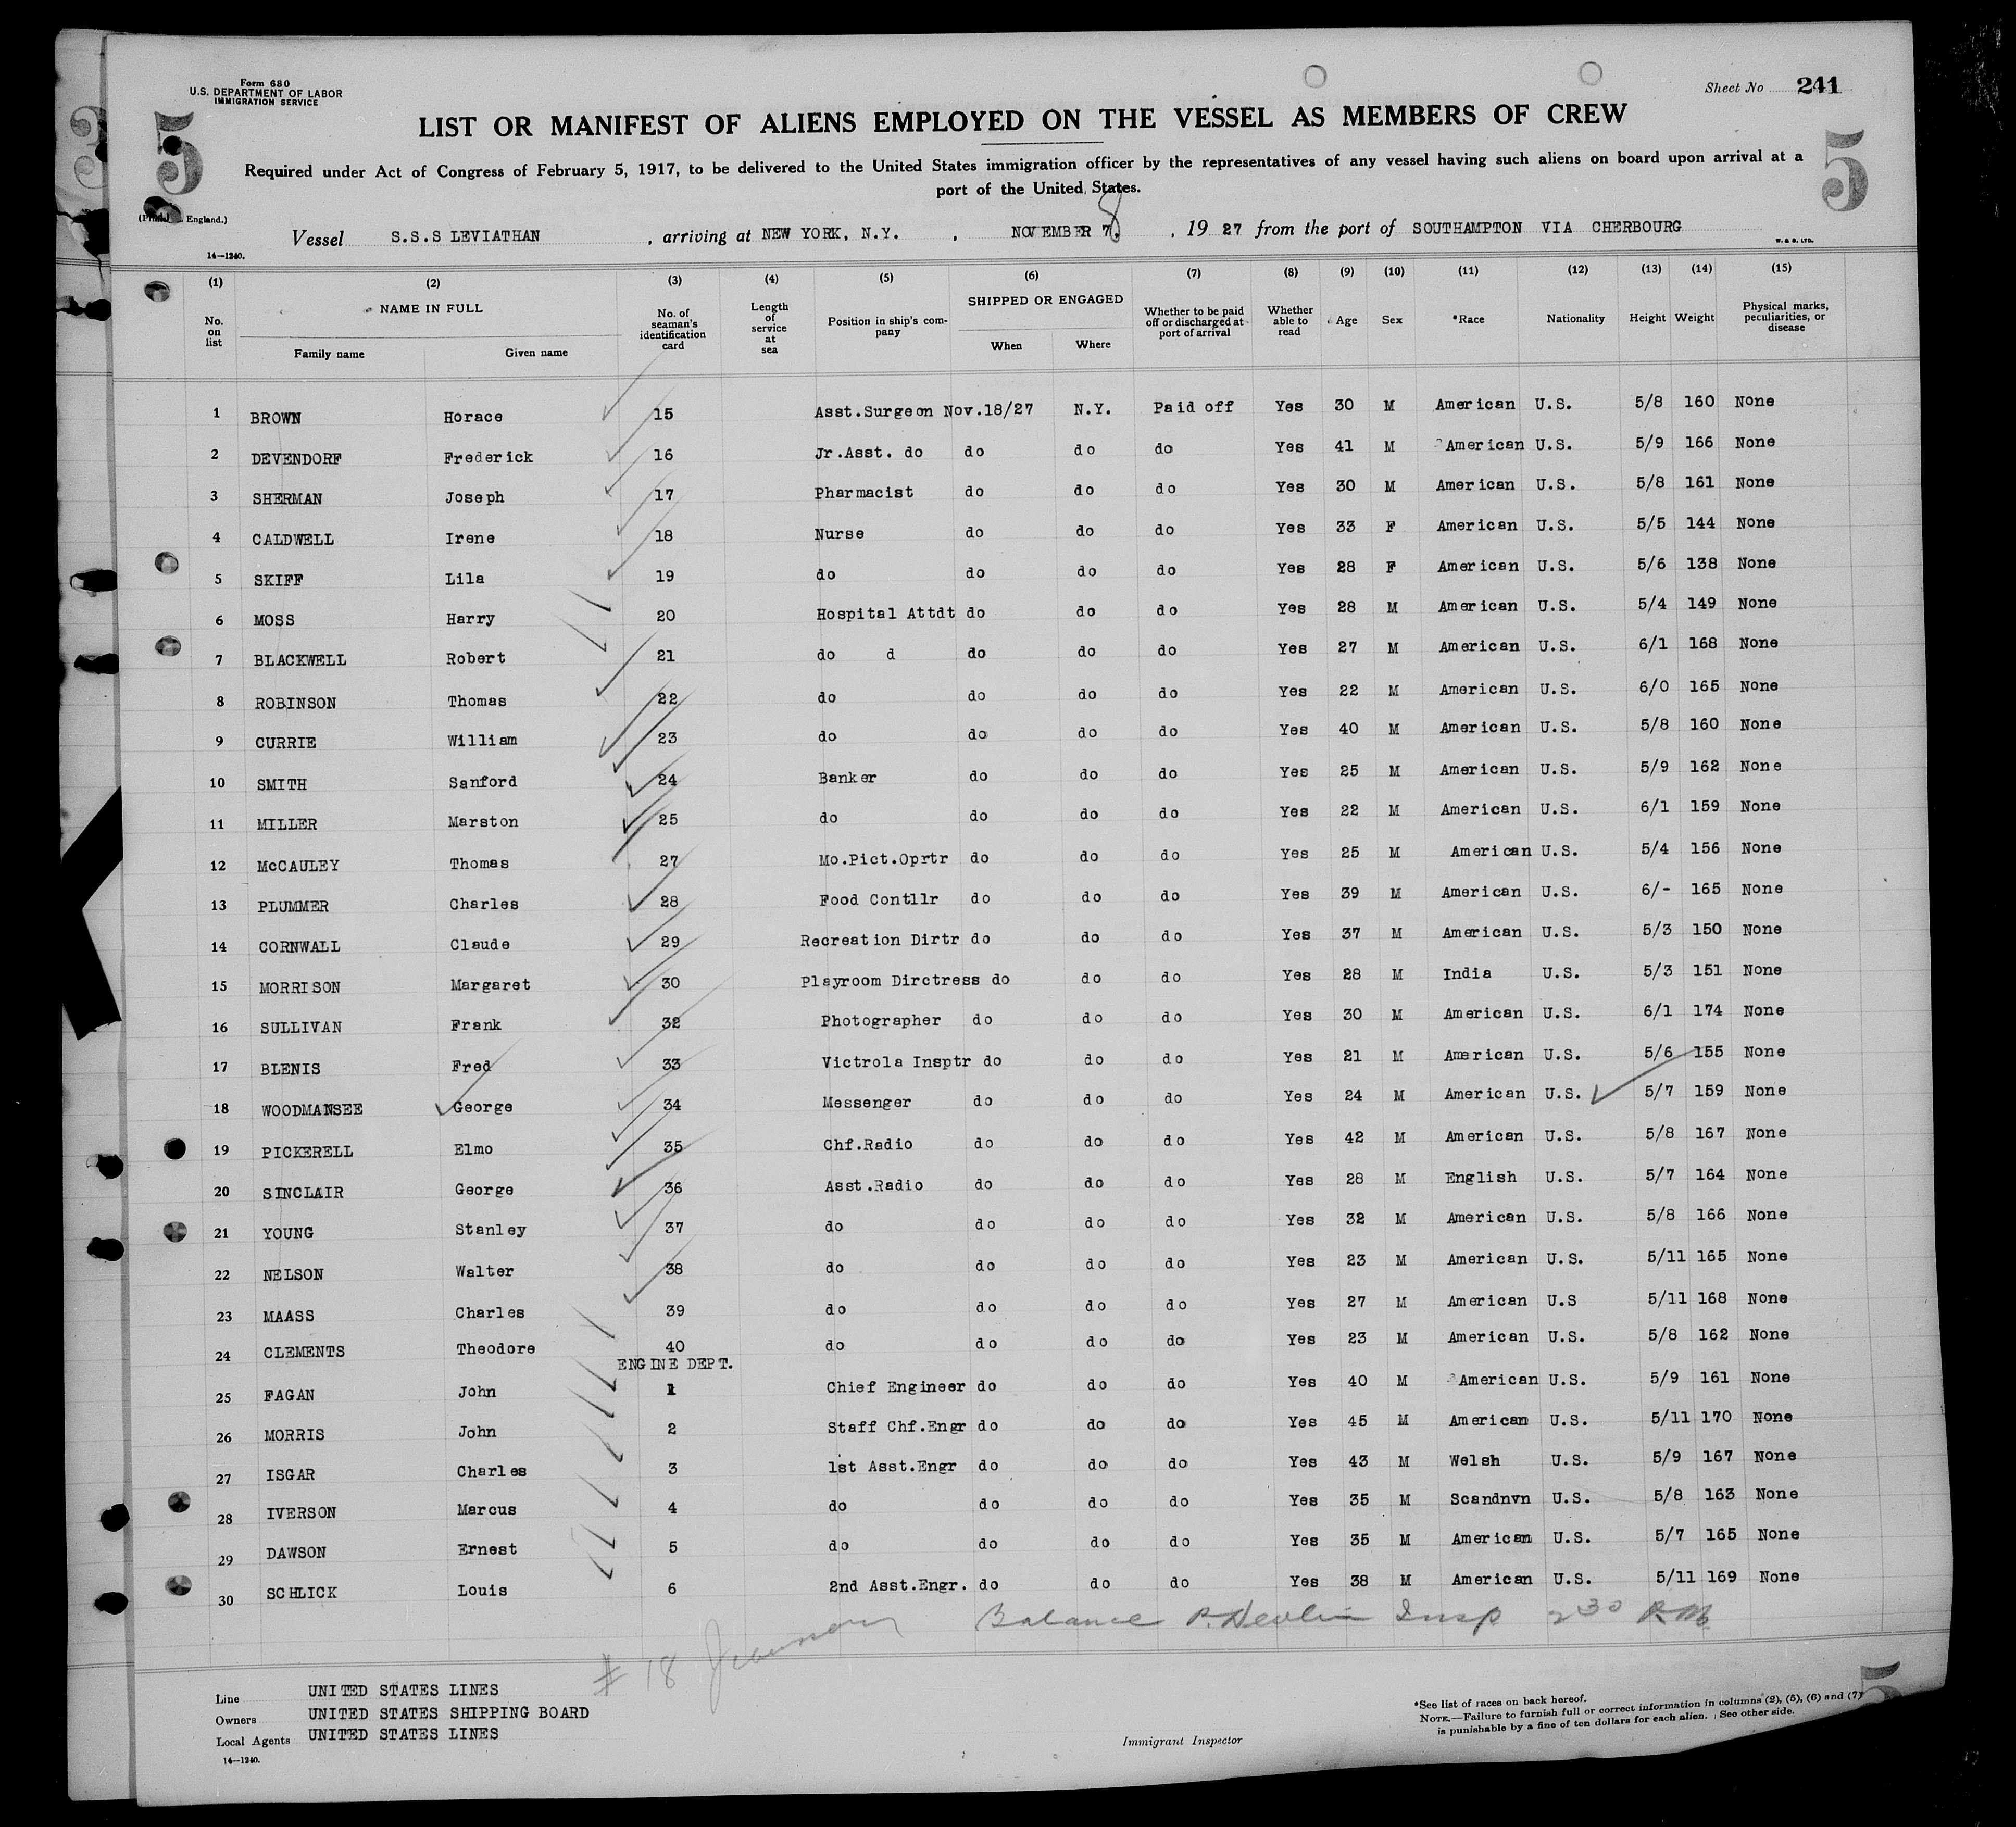 Form 680
U.S. DEPARTMENT OF LABOR
IMMIGRATION SERVICE
Sheet No 241
5
3
5
LIST OR MANIFEST OF ALIENS EMPLOYED ON THE VESSEL AS MEMBERS OF CREW
Required under Act of Congress of February 5, 1917, to be delivered to the United States immigration officer by the representatives of any vessel having such aliens on board upon arrival at a
port of the United States.
England.)
Vessel S.S.S LEVIATHAN , arriving at NEW YORK, N.Y. , NOVEMBER 7. 8 , 19 27 from the port of SOUTHAMPTON VIA CHERBOURG
14—1240.
W. & S. LTD.
(1) (2) (3) (4) (5) (6) (7) (8) (9) (10) (11) (12) (13) (14) (15)
No. on list NAME IN FULL Family name Given name No. of seaman's identification card Length of service at sea Position in ship's company SHIPPED OR ENGAGED When Where Whether to be paid off or discharged at port of arrival Whether able to read Age Sex *Race Nationality Height Weight Physical marks, peculiarities, or disease
1 BROWN Horace 15 Asst.Surgeon Nov.18/27 N.Y. Paid off Yes 30 M American U.S. 5/8 160 None
2 DEVENDORF Frederick 16 Jr.Asst. do do do do Yes 41 M American U.S. 5/9 166 None
3 SHERMAN Joseph 17 Pharmacist do do do Yes 30 M American U.S. 5/8 161 None
4 CALDWELL Irene 18 Nurse do do do Yes 33 F American U.S. 5/5 144 None
5 SKIFF Lila 19 do do do do Yes 28 F American U.S. 5/6 138 None
6 MOSS Harry 20 Hospital Attdt do do do Yes 28 M American U.S. 5/4 149 None
7 BLACKWELL Robert 21 do d do do do Yes 27 M American U.S. 6/1 168 None
8 ROBINSON Thomas 22 do do do do Yes 22 M American U.S. 6/0 165 None
9 CURRIE William 23 do do do do Yes 40 M American U.S. 5/8 160 None
10 SMITH Sanford 24 Banker do do do Yes 25 M American U.S. 5/9 162 None
11 MILLER Marston 25 do do do do Yes 22 M American U.S. 6/1 159 None
12 McCAULEY Thomas 27 Mo.Pict.Oprtr do do do Yes 25 M American U.S. 5/4 156 None
13 PLUMMER Charles 28 Food Contllr do do do Yes 39 M American U.S. 6/- 165 None
14 CORNWALL Claude 29 Recreation Dirtr do do do Yes 37 M American U.S. 5/3 150 None
15 MORRISON Margaret 30 Playroom Dirctress do do do Yes 28 M India U.S. 5/3 151 None
16 SULLIVAN Frank 32 Photographer do do do Yes 30 M American U.S. 6/1 174 None
17 BLENIS Fred 33 Victrola Insptr do do do Yes 21 M American U.S. 5/6 155 None
18 WOODMANSEE George 34 Messenger do do do Yes 24 M American U.S. 5/7 159 None
19 PICKERELL Elmo 35 Chf.Radio do do do Yes 42 M American U.S. 5/8 167 None
20 SINCLAIR George 36 Asst.Radio do do do Yes 28 M English U.S. 5/7 164 None
21 YOUNG Stanley 37 do do do do Yes 32 M American U.S. 5/8 166 None
22 NELSON Walter 38 do do do do Yes 23 M American U.S. 5/11 165 None
23 MAASS Charles 39 do do do do Yes 27 M American U.S 5/11 168 None
24 CLEMENTS Theodore 40 do do do do Yes 23 M American U.S. 5/8 162 None
ENGINE DEPT.
25 FAGAN John 1 Chief Engineer do do do Yes 40 M American U.S. 5/9 161 None
26 MORRIS John 2 Staff Chf.Engr do do do Yes 45 M American U.S. 5/11 170 None
27 ISGAR Charles 3 1st Asst.Engr do do do Yes 43 M Welsh U.S. 5/9 167 None
28 IVERSON Marcus 4 do do do do Yes 35 M Scandnvn U.S. 5/8 163 None
29 DAWSON Ernest 5 do do do do Yes 35 M American U.S. 5/7 165 None
30 SCHLICK Louis 6 2nd Asst.Engr. do do do Yes 38 M American U.S. 5/11 169 None
Balance Insp 2 30 P.M.
# 18
Line UNITED STATES LINES
Owners UNITED STATES SHIPPING BOARD
Local Agents UNITED STATES LINES
14—1240.
Immigrant Inspector
*See list of races on back hereof.
NOTE.—Failure to furnish full or correct information in columns (2), (5), (6) and (7)
is punishable by a fine of ten dollars for each alien. See other side.
5